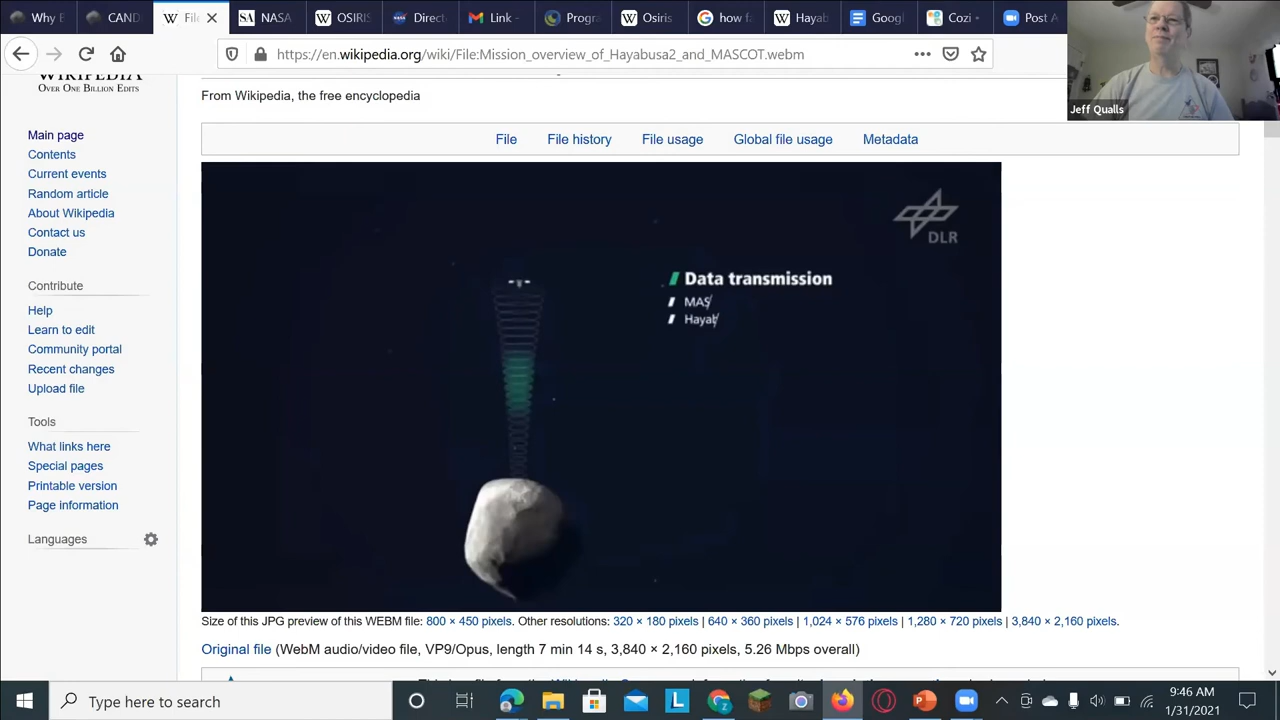 Why E
CAND
File
NASA
OSIRIS
Direct
Link -
Progra
Osiris
how f
Hayab
Googl
Cozi
Post A
https://en.wikipedia.org/wiki/File:Mission_overview_of_Hayabusa2_and_MASCOT.webm
Jeff Qualls
WIKIPEDIA
OVER ONE BILLION EDITS
From Wikipedia, the free encyclopedia
File File history File usage Global file usage Metadata
Main page
Contents
Current events
Random article
About Wikipedia
Contact us
Donate
Contribute
Help
Learn to edit
Community portal
Recent changes
Upload file
Tools
What links here
Special pages
Printable version
Page information
Languages
DLR
Data transmission
MAS
Hayab
Size of this JPG preview of this WEBM file: 800 × 450 pixels. Other resolutions: 320 × 180 pixels | 640 × 360 pixels | 1,024 × 576 pixels | 1,280 × 720 pixels | 3,840 × 2,160 pixels.
Original file (WebM audio/video file, VP9/Opus, length 7 min 14 s, 3,840 × 2,160 pixels, 5.26 Mbps overall)
Type here to search
9:46 AM
1/31/2021